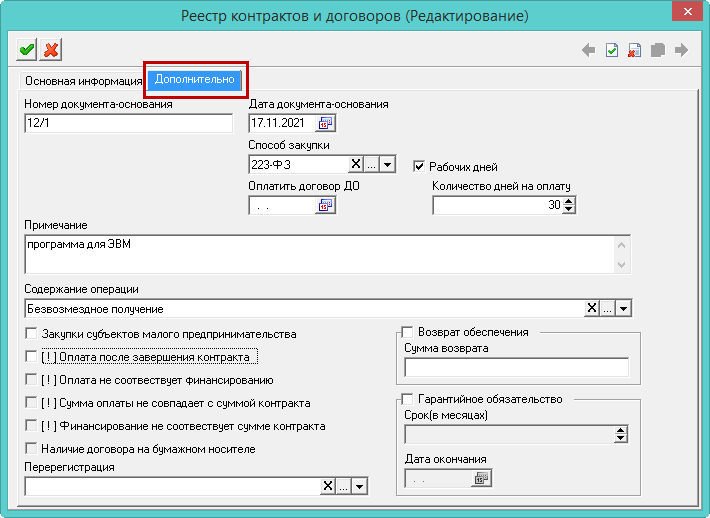 Реестр контрактов и договоров (Редактирование)
Основная информация Дополнительно
Номер документа-основания Дата документа-основания
12/1 17.11.2021
Способ закупки
223-ФЗ X ... Рабочих дней
Оплатить договор ДО Количество дней на оплату
. . 30
Примечание
программа для ЭВМ
Содержание операции
Безвозмездное получение X ...
Закупки субъектов малого предпринимательства Возврат обеспечения
[ ! ] Оплата после завершения контракта Сумма возврата
[ ! ] Оплата не соотвествует финансированию
[ ! ] Сумма оплаты не совпадает с суммой контракта Гарантийное обязательство
[ ! ] Финансирование не соотвествует сумме контракта Срок(в месяцах)
Наличие договора на бумажном носителе
Перерегистрация Дата окончания
X ... . .